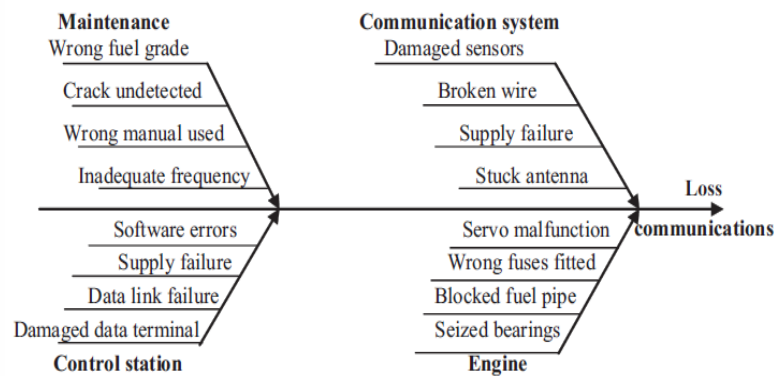 Maintenance
Wrong fuel grade
Crack undetected
Wrong manual used
Inadequate frequency
Communication system
Damaged sensors
Broken wire
Supply failure
Stuck antenna
Loss
communications
Software errors
Supply failure
Data link failure
Damaged data terminal
Control station
Servo malfunction
Wrong fuses fitted
Blocked fuel pipe
Seized bearings
Engine